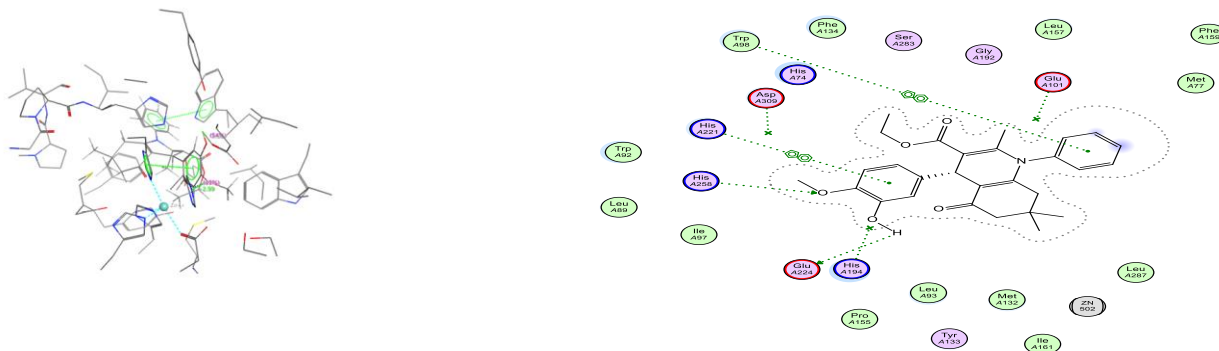 Phe
A134
Leu
A157
Phe
A159
Trp
A98
Ser
A283
Gly
A192
His
A74
Glu
A101
Met
A77
Asp
A309
His
A221
O
O
N
Trp
A92
His
A258
O
Leu
A89
O
O
H
Ile
A97
Glu
A224
His
A194
Leu
A287
Leu
A93
Met
A132
ZN
502
Pro
A155
Tyr
A133
Ile
A161